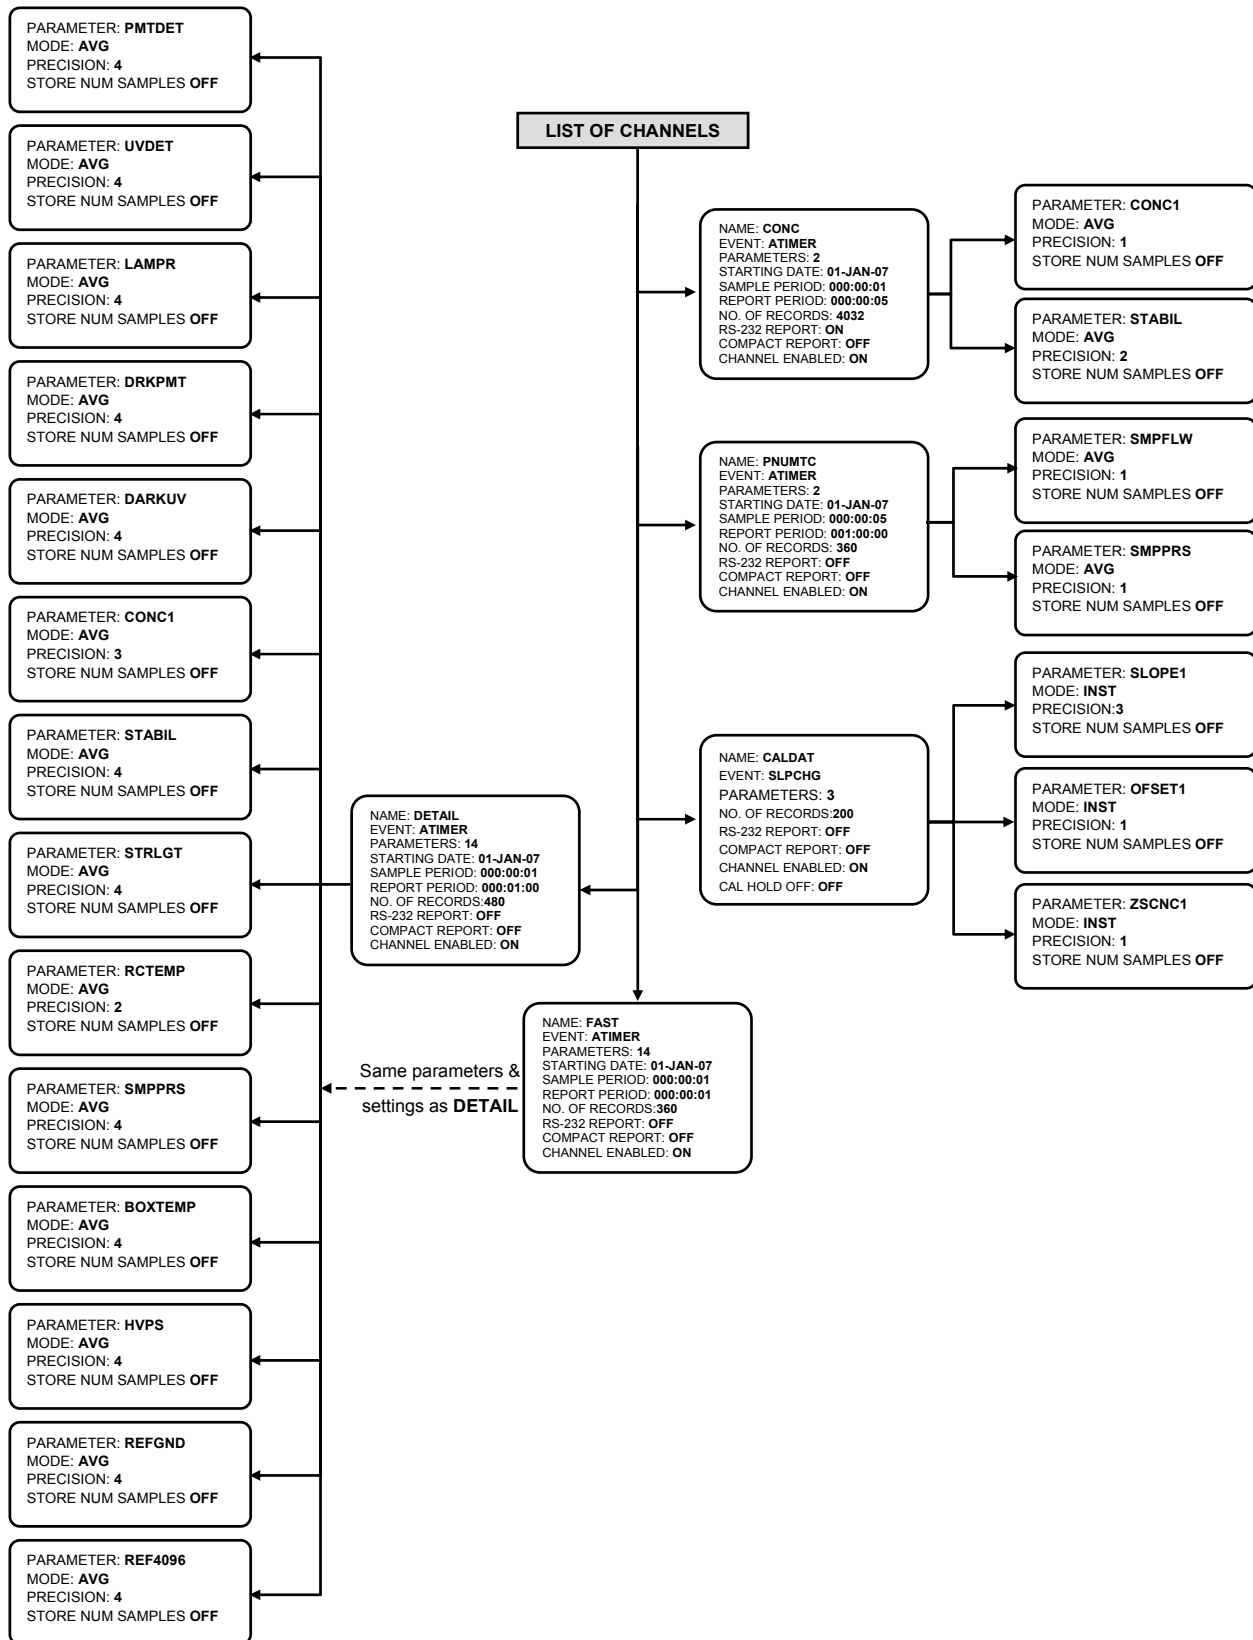 PARAMETER: PMTDET
MODE: AVG
PRECISION: 4
STORE NUM SAMPLES OFF
PARAMETER: UVDET
MODE: AVG
PRECISION: 4
STORE NUM SAMPLES OFF
PARAMETER: LAMPR
MODE: AVG
PRECISION: 4
STORE NUM SAMPLES OFF
PARAMETER: DRKPMT
MODE: AVG
PRECISION: 4
STORE NUM SAMPLES OFF
PARAMETER: DARKUV
MODE: AVG
PRECISION: 4
STORE NUM SAMPLES OFF
PARAMETER: CONC1
MODE: AVG
PRECISION: 3
STORE NUM SAMPLES OFF
PARAMETER: STABIL
MODE: AVG
PRECISION: 4
STORE NUM SAMPLES OFF
PARAMETER: STRLGT
MODE: AVG
PRECISION: 4
STORE NUM SAMPLES OFF
PARAMETER: RCTEMP
MODE: AVG
PRECISION: 2
STORE NUM SAMPLES OFF
PARAMETER: SMPPRS
MODE: AVG
PRECISION: 4
STORE NUM SAMPLES OFF
PARAMETER: BOXTEMP
MODE: AVG
PRECISION: 4
STORE NUM SAMPLES OFF
PARAMETER: HVPS
MODE: AVG
PRECISION: 4
STORE NUM SAMPLES OFF
PARAMETER: REFGND
MODE: AVG
PRECISION: 4
STORE NUM SAMPLES OFF
PARAMETER: REF4096
MODE: AVG
PRECISION: 4
STORE NUM SAMPLES OFF
LIST OF CHANNELS
NAME: CONC
EVENT: ATIMER
PARAMETERS: 2
STARTING DATE: 01-JAN-07
SAMPLE PERIOD: 000:00:01
REPORT PERIOD: 000:00:05
NO. OF RECORDS: 4032
RS-232 REPORT: ON
COMPACT REPORT: OFF
CHANNEL ENABLED: ON
PARAMETER: CONC1
MODE: AVG
PRECISION: 1
STORE NUM SAMPLES OFF
PARAMETER: STABIL
MODE: AVG
PRECISION: 2
STORE NUM SAMPLES OFF
NAME: PNUMTC
EVENT: ATIMER
PARAMETERS: 2
STARTING DATE: 01-JAN-07
SAMPLE PERIOD: 000:00:05
REPORT PERIOD: 001:00:00
NO. OF RECORDS: 360
RS-232 REPORT: OFF
COMPACT REPORT: OFF
CHANNEL ENABLED: ON
PARAMETER: SMPFLW
MODE: AVG
PRECISION: 1
STORE NUM SAMPLES OFF
PARAMETER: SMPPRS
MODE: AVG
PRECISION: 1
STORE NUM SAMPLES OFF
NAME: CALDAT
EVENT: SLPCHG
PARAMETERS: 3
NO. OF RECORDS:200
RS-232 REPORT: OFF
COMPACT REPORT: OFF
CHANNEL ENABLED: ON
CAL HOLD OFF: OFF
PARAMETER: SLOPE1
MODE: INST
PRECISION:3
STORE NUM SAMPLES OFF
PARAMETER: OFSET1
MODE: INST
PRECISION: 1
STORE NUM SAMPLES OFF
PARAMETER: ZSCNC1
MODE: INST
PRECISION: 1
STORE NUM SAMPLES OFF
NAME: DETAIL
EVENT: ATIMER
PARAMETERS: 14
STARTING DATE: 01-JAN-07
SAMPLE PERIOD: 000:00:01
REPORT PERIOD: 000:01:00
NO. OF RECORDS:480
RS-232 REPORT: OFF
COMPACT REPORT: OFF
CHANNEL ENABLED: ON
NAME: FAST
EVENT: ATIMER
PARAMETERS: 14
STARTING DATE: 01-JAN-07
SAMPLE PERIOD: 000:00:01
REPORT PERIOD: 000:00:01
NO. OF RECORDS:360
RS-232 REPORT: OFF
COMPACT REPORT: OFF
CHANNEL ENABLED: ON
Same parameters &
settings as DETAIL